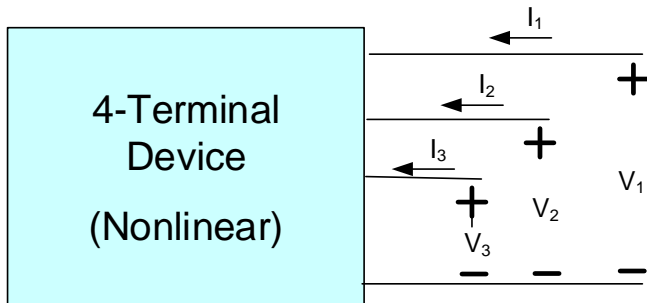 4-Terminal
Device
(Nonlinear)
I₁
I₂
I₃
V₁
V₂
V₃